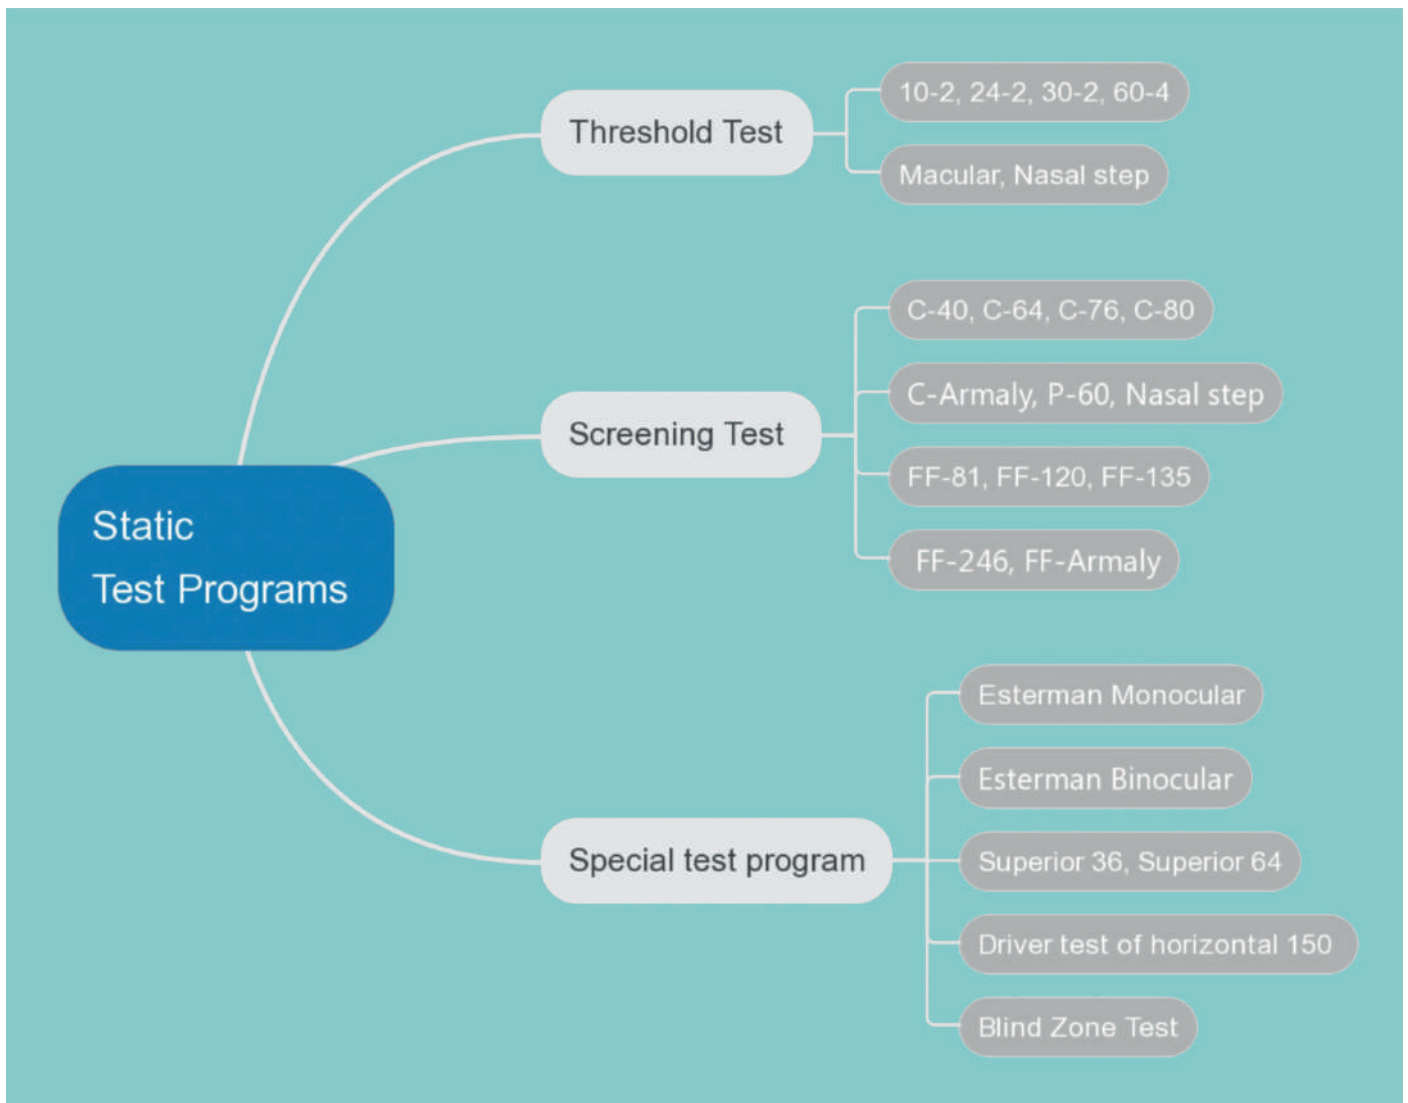 Static
Test Programs
Threshold Test
10-2, 24-2, 30-2, 60-4
Macular, Nasal step
Screening Test
C-40, C-64, C-76, C-80
C-Armaly, P-60, Nasal step
FF-81, FF-120, FF-135
FF-246, FF-Armaly
Special test program
Esterman Monocular
Esterman Binocular
Superior 36, Superior 64
Driver test of horizontal 150
Blind Zone Test